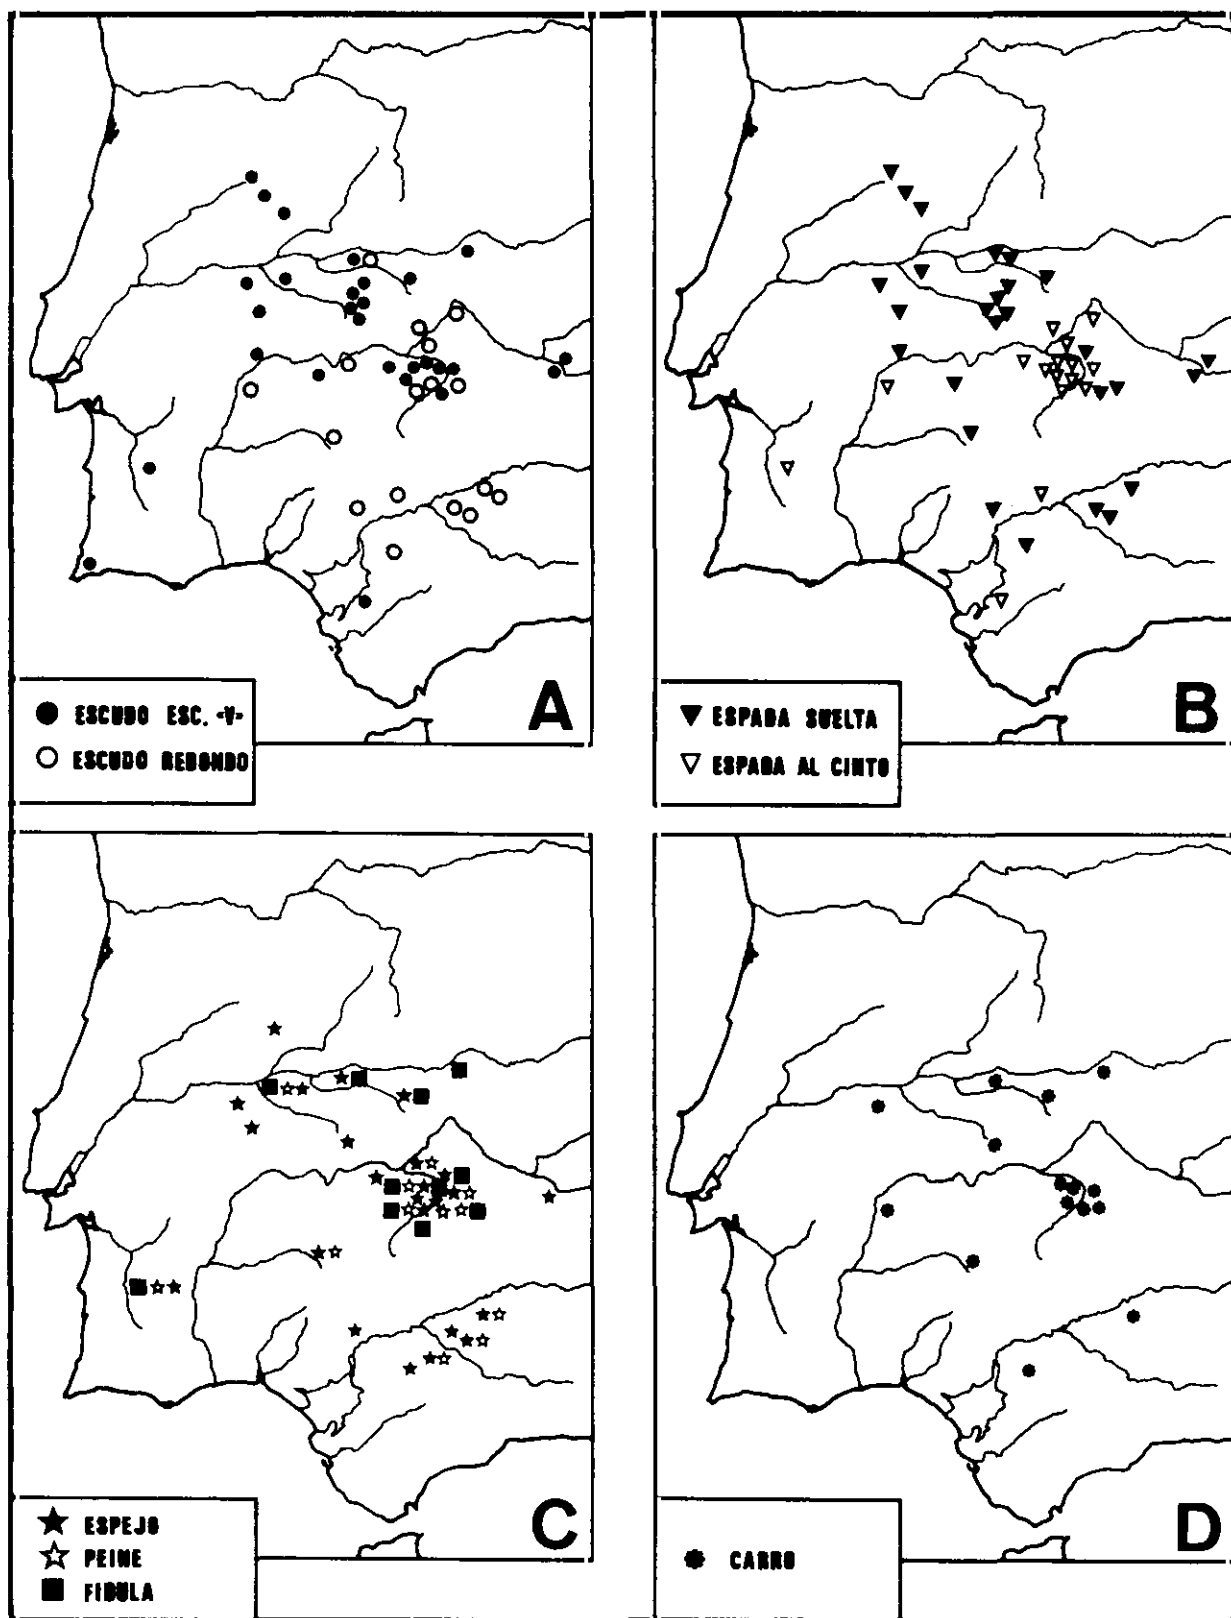 A
ESCUDO ESC. «V»
ESCUDO REDONDO
B
ESPADA SUELTA
ESPADA AL CINTO
C
ESPEJO
PEINE
FIBULA
D
CARRO